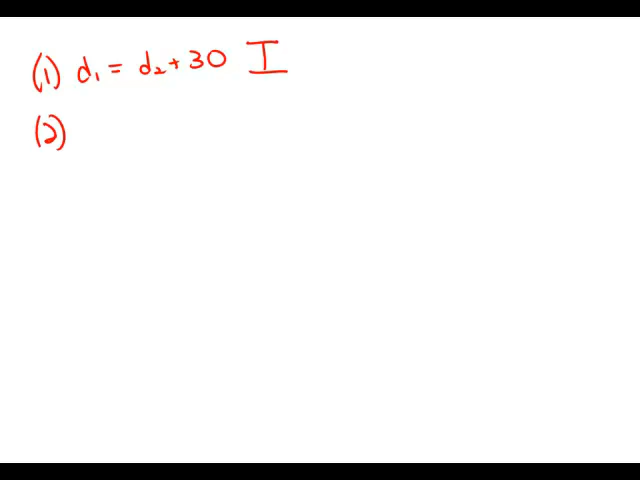 (1) d₁ = d₂ + 30 I
(2)